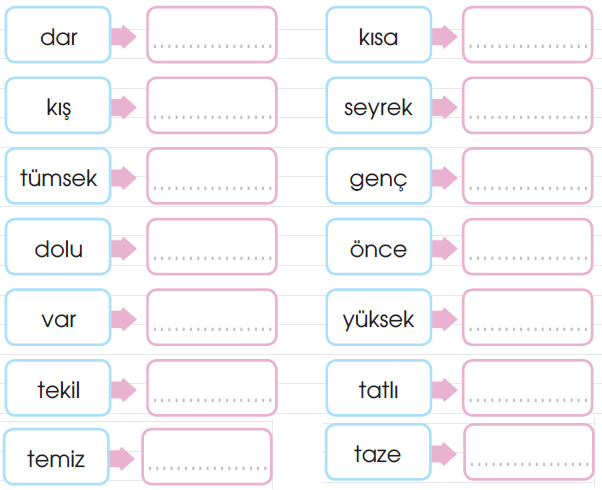 dar
kısa
kış
seyrek
tümsek
genç
dolu
önce
var
yüksek
tekil
tatlı
temiz
taze